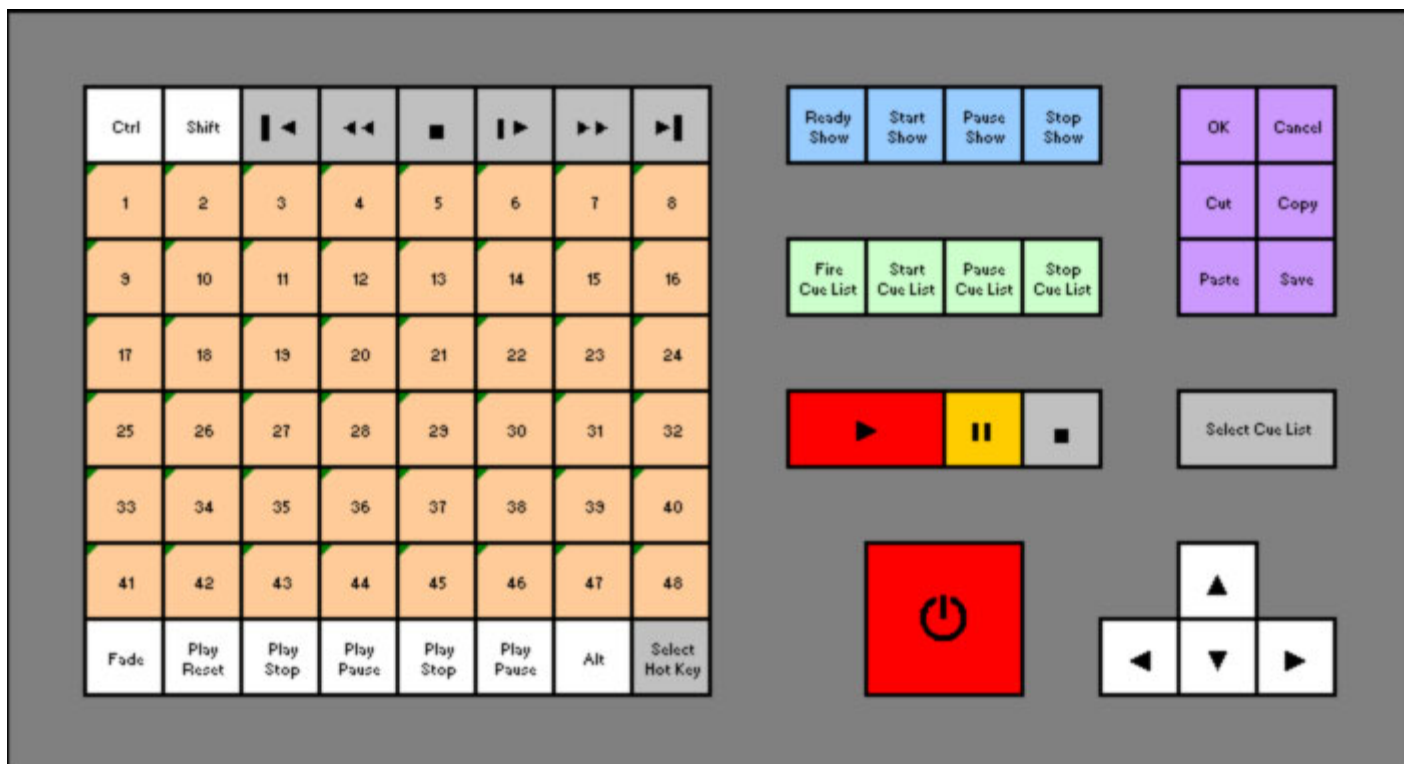 Ctrl
Shift
1 2 3 4 5 6 7 8
9 10 11 12 13 14 15 16
17 18 19 20 21 22 23 24
25 26 27 28 29 30 31 32
33 34 35 36 37 38 39 40
41 42 43 44 45 46 47 48
Fade
Play
Reset
Play
Stop
Play
Pause
Play
Stop
Play
Pause
Alt
Select
Hot Key
Ready
Show
Start
Show
Pause
Show
Stop
Show
Fire
Cue List
Start
Cue List
Pause
Cue List
Stop
Cue List
OK
Cancel
Cut
Copy
Paste
Save
Select Cue List